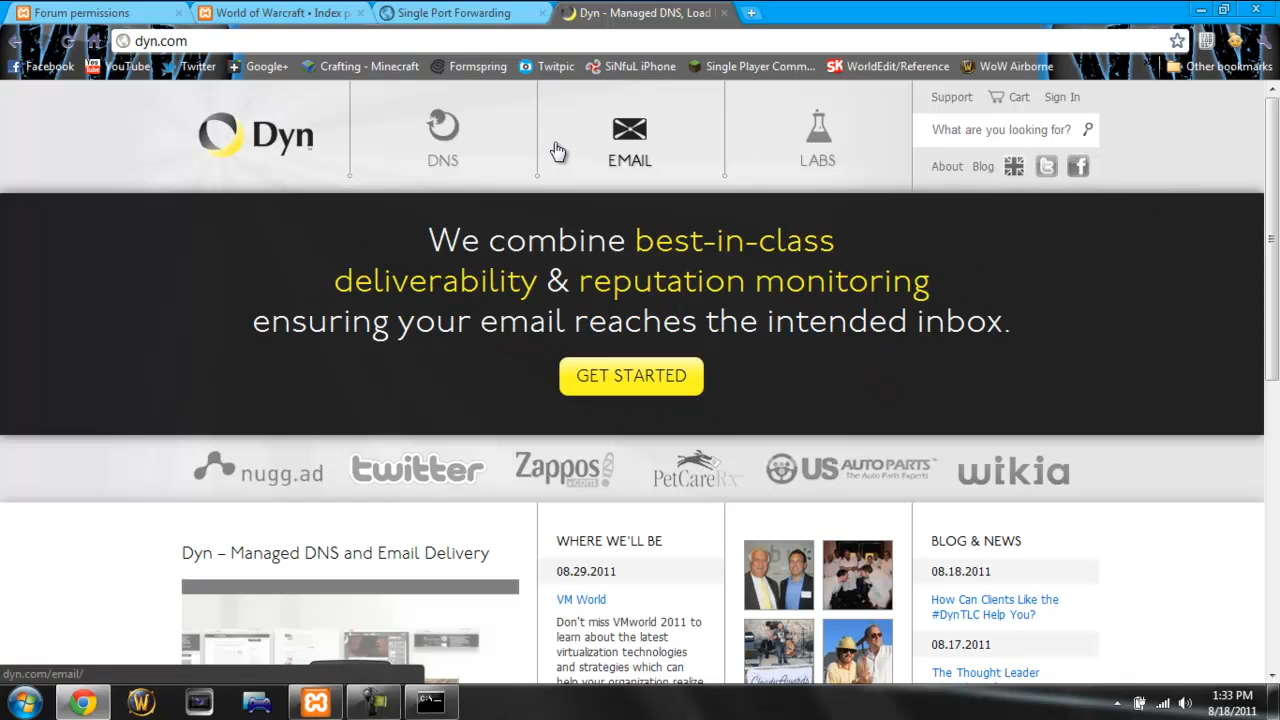 Forum permissions
World of Warcraft • Index p
Single Port Forwarding
Dyn - Managed DNS, Load
dyn.com
Facebook
YouTube
Twitter
Google+
Crafting - Minecraft
Formspring
Twitpic
SiNfuL iPhone
Single Player Comm...
WorldEdit/Reference
WoW Airborne
Other bookmarks
Dyn
DNS
EMAIL
LABS
Support
Cart
Sign In
What are you looking for?
About
Blog
We combine best-in-class
deliverability & reputation monitoring
ensuring your email reaches the intended inbox.
GET STARTED
nugg.ad
twitter
Zappos
.com
PetCareRx
US AUTO PARTS
The Auto Parts Experts
wikia
Dyn – Managed DNS and Email Delivery
WHERE WE'LL BE
08.29.2011
VM World
Don't miss VMworld 2011 to
learn about the latest
virtualization technologies
and strategies which can
help your organization realize
BLOG & NEWS
08.18.2011
How Can Clients Like the
#DynTLC Help You?
08.17.2011
The Thought Leader
dyn.com/email/
1:33 PM
8/18/2011